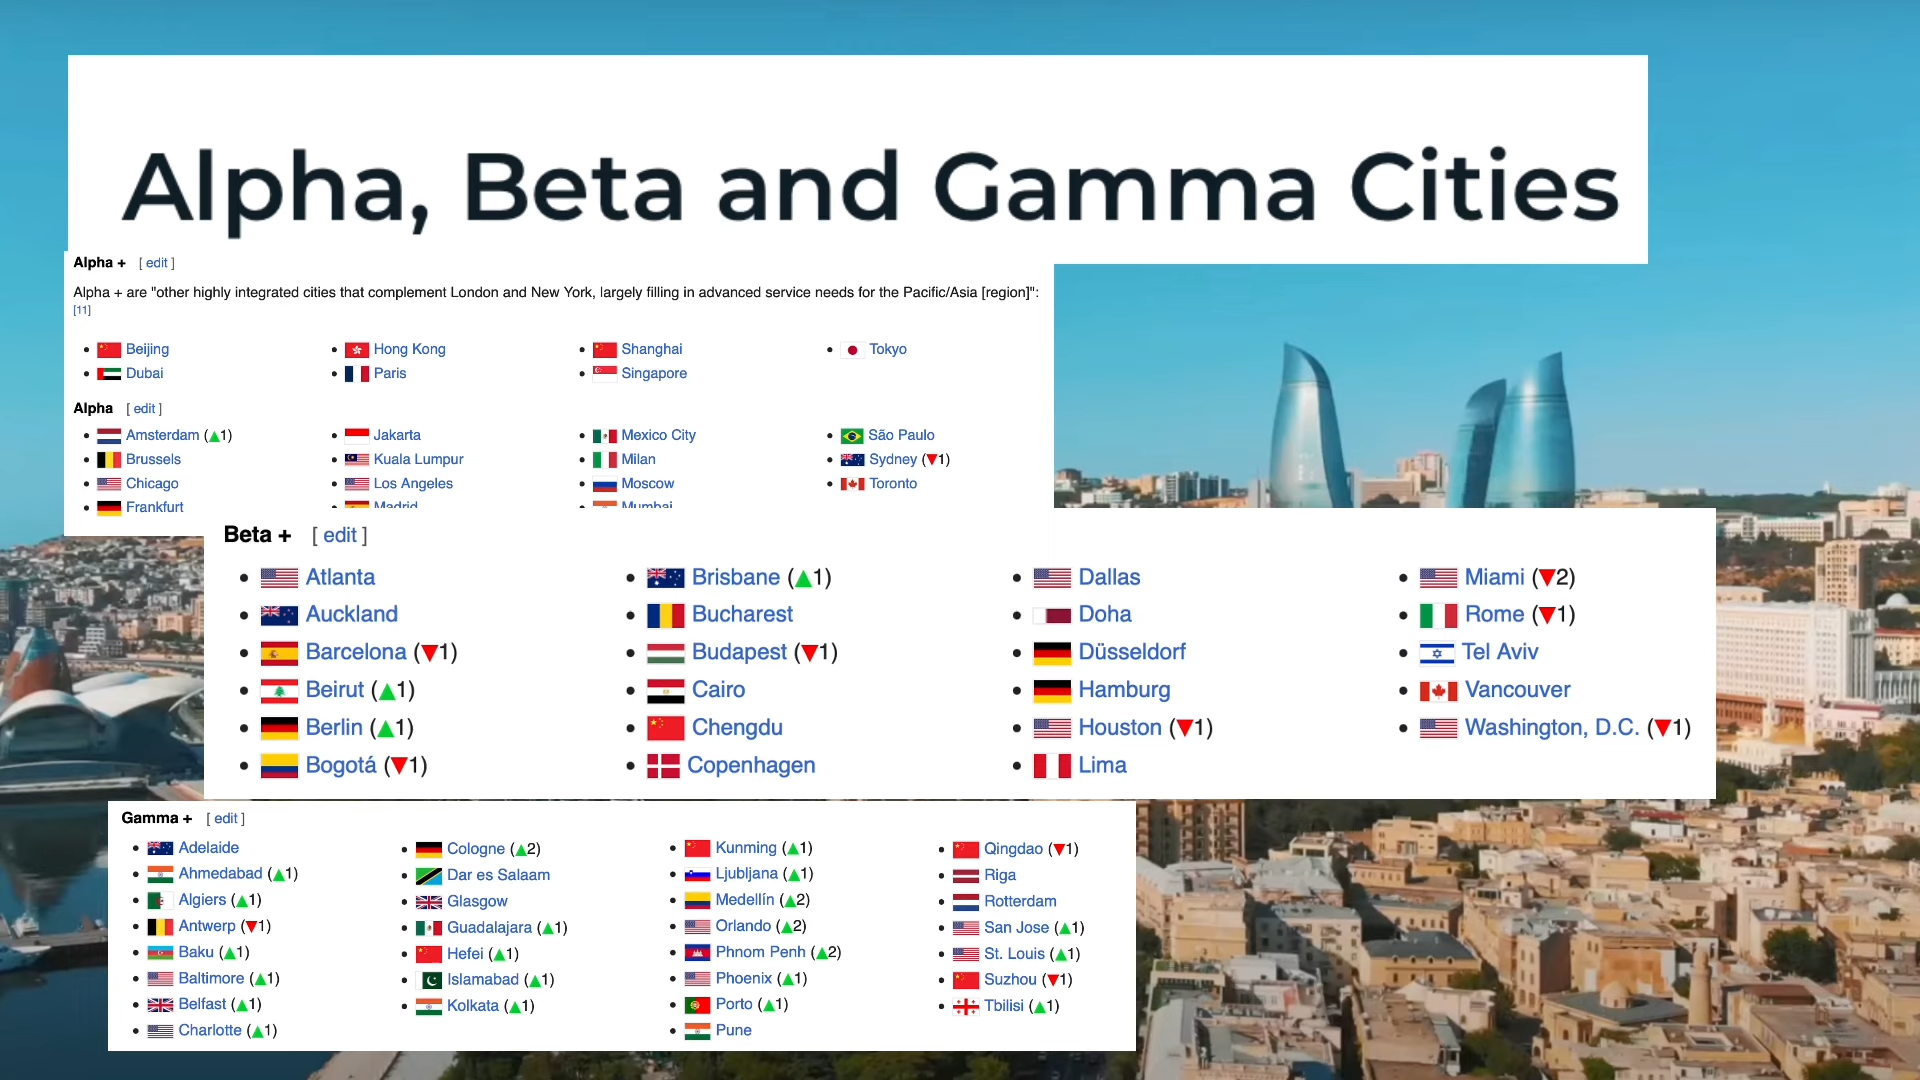 Alpha, Beta and Gamma Cities
Alpha + [ edit ]
Alpha + are "other highly integrated cities that complement London and New York, largely filling in advanced service needs for the Pacific/Asia [region]":
[11]
Beijing Hong Kong Shanghai Tokyo
Dubai Paris Singapore
Alpha [ edit ]
Amsterdam (▲1) Jakarta Mexico City São Paulo
Brussels Kuala Lumpur Milan Sydney (▼1)
Chicago Los Angeles Moscow Toronto
Frankfurt Madrid Mumbai
Beta + [ edit ]
Atlanta Brisbane (▲1) Dallas Miami (▼2)
Auckland Bucharest Doha Rome (▼1)
Barcelona (▼1) Budapest (▼1) Düsseldorf Tel Aviv
Beirut (▲1) Cairo Hamburg Vancouver
Berlin (▲1) Chengdu Houston (▼1) Washington, D.C. (▼1)
Bogotá (▼1) Copenhagen Lima
Gamma + [ edit ]
Adelaide Cologne (▲2) Kunming (▲1) Qingdao (▼1)
Ahmedabad (▲1) Dar es Salaam Ljubljana (▲1) Riga
Algiers (▲1) Glasgow Medellín (▲2) Rotterdam
Antwerp (▼1) Guadalajara (▲1) Orlando (▲2) San Jose (▲1)
Baku (▲1) Hefei (▲1) Phnom Penh (▲2) St. Louis (▲1)
Baltimore (▲1) Islamabad (▲1) Phoenix (▲1) Suzhou (▼1)
Belfast (▲1) Kolkata (▲1) Porto (▲1) Tbilisi (▲1)
Charlotte (▲1) Pune